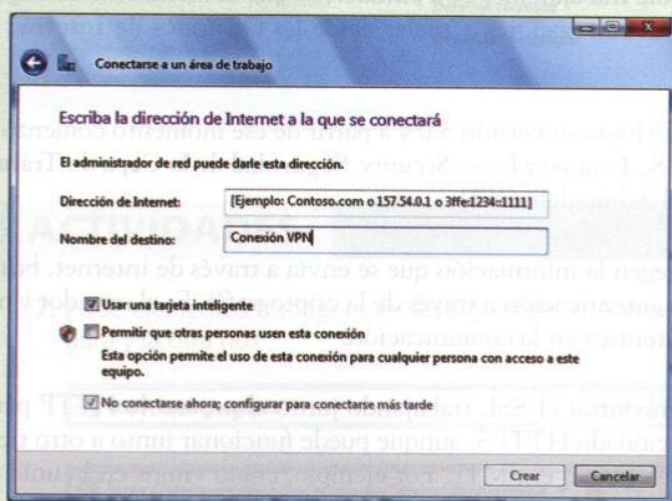 Conectarse a un área de trabajo
Escriba la dirección de Internet a la que se conectará
El administrador de red puede darle esta dirección.
Dirección de Internet: [Ejemplo: Contoso.com o 157.54.0.1 o 3ffe:1234::1111]
Nombre del destino: Conexión VPN
Usar una tarjeta inteligente
Permitir que otras personas usen esta conexión
Esta opción permite el uso de esta conexión para cualquier persona con acceso a este
equipo.
No conectarse ahora; configurar para conectarse más tarde
Crear Cancelar